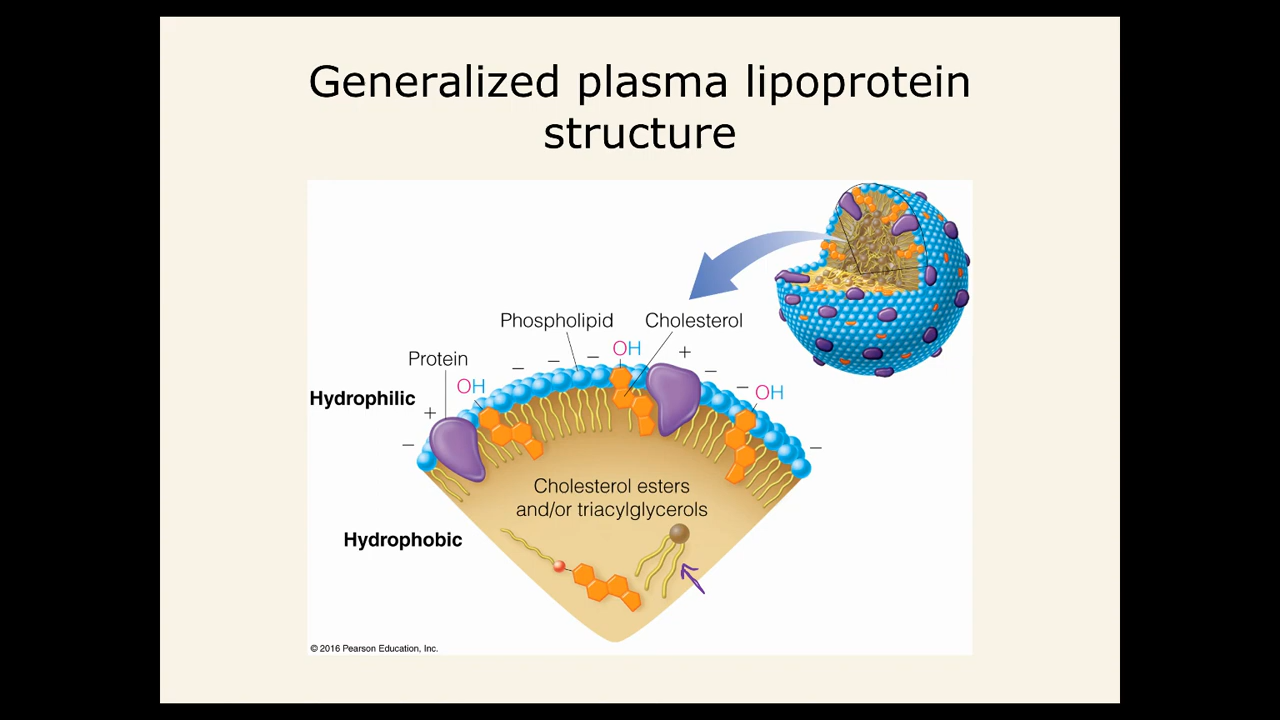 Generalized plasma lipoprotein
structure
Phospholipid
Cholesterol
OH
+
Protein
OH
OH
Hydrophilic
+
Cholesterol esters
and/or triacylglycerols
Hydrophobic
© 2016 Pearson Education, Inc.